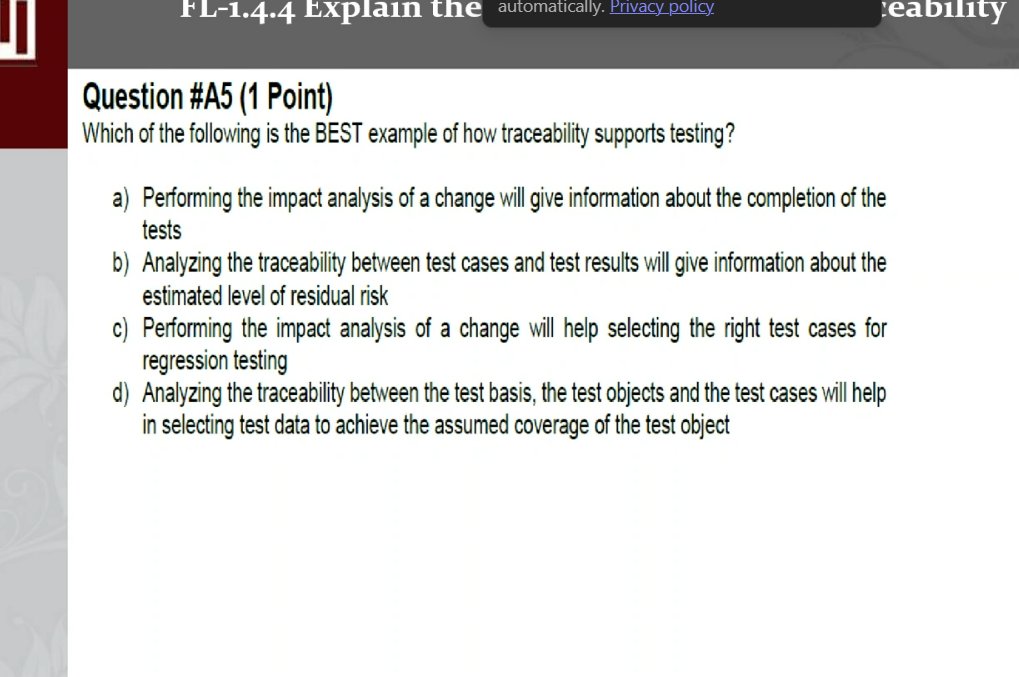 FL-1.4.4 Explain the
automatically. Privacy policy
ceability
Question #A5 (1 Point)
Which of the following is the BEST example of how traceability supports testing?
a) Performing the impact analysis of a change will give information about the completion of the
tests
b) Analyzing the traceability between test cases and test results will give information about the
estimated level of residual risk
c) Performing the impact analysis of a change will help selecting the right test cases for
regression testing
d) Analyzing the traceability between the test basis, the test objects and the test cases will help
in selecting test data to achieve the assumed coverage of the test object